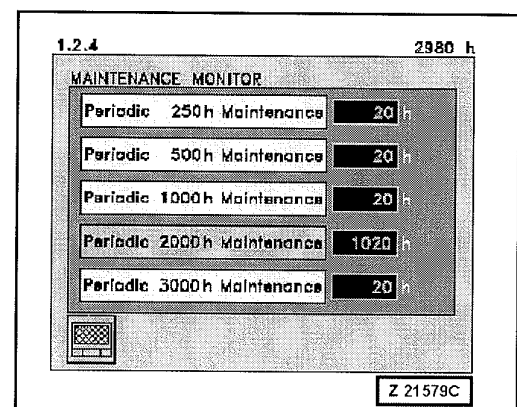 1.2.4 2980 h
MAINTENANCE MONITOR
Periodic 250h Maintenance 20 h
Periodic 500h Maintenance 20 h
Periodic 1000h Maintenance 20 h
Periodic 2000h Maintenance 1020 h
Periodic 3000h Maintenance 20 h
Z 21579C